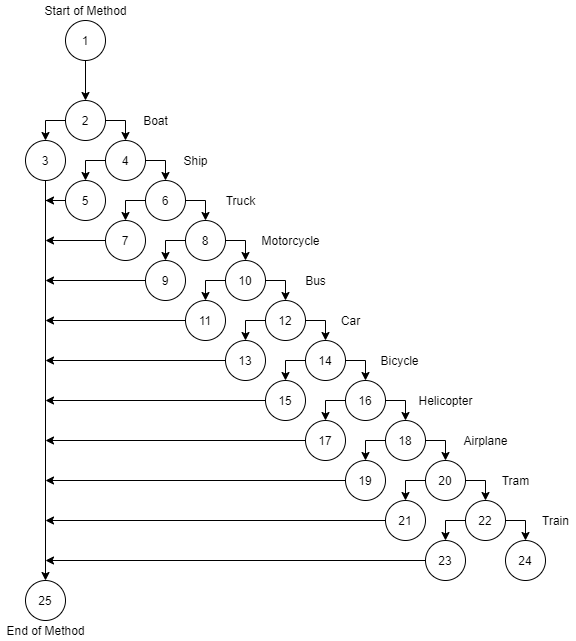 Start of Method
1
2
Boat
3
4
Ship
5
6
Truck
7
8
Motorcycle
9
10
Bus
11
12
Car
13
14
Bicycle
15
16
Helicopter
17
18
Airplane
19
20
Tram
21
22
Train
23
24
25
End of Method